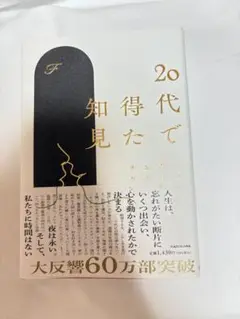 20代で
得た
知見
F
人生は、
忘れがたい断片に
いくつ出会い、
心を動かされたかで
決まる
夜は永い、
そして、
私たちに時間はない
大反響60万部突破